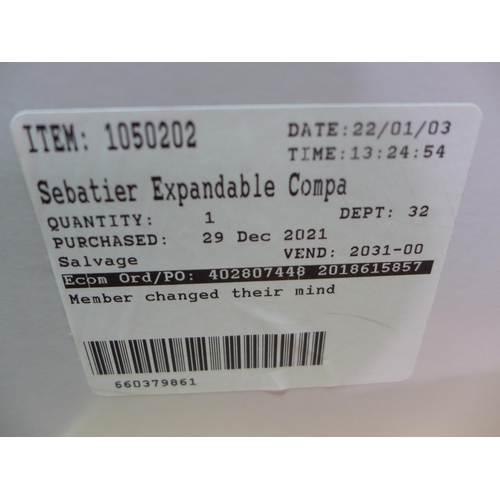 ITEM: 1050202 DATE:22/01/03
TIME:13:24:54
Sebatier Expandable Compa
QUANTITY: 1 DEPT: 32
PURCHASED: 29 Dec 2021
Salvage VEND: 2031-00
Ecom Ord/PO: 402807448 2018615857
Member changed their mind
660379861